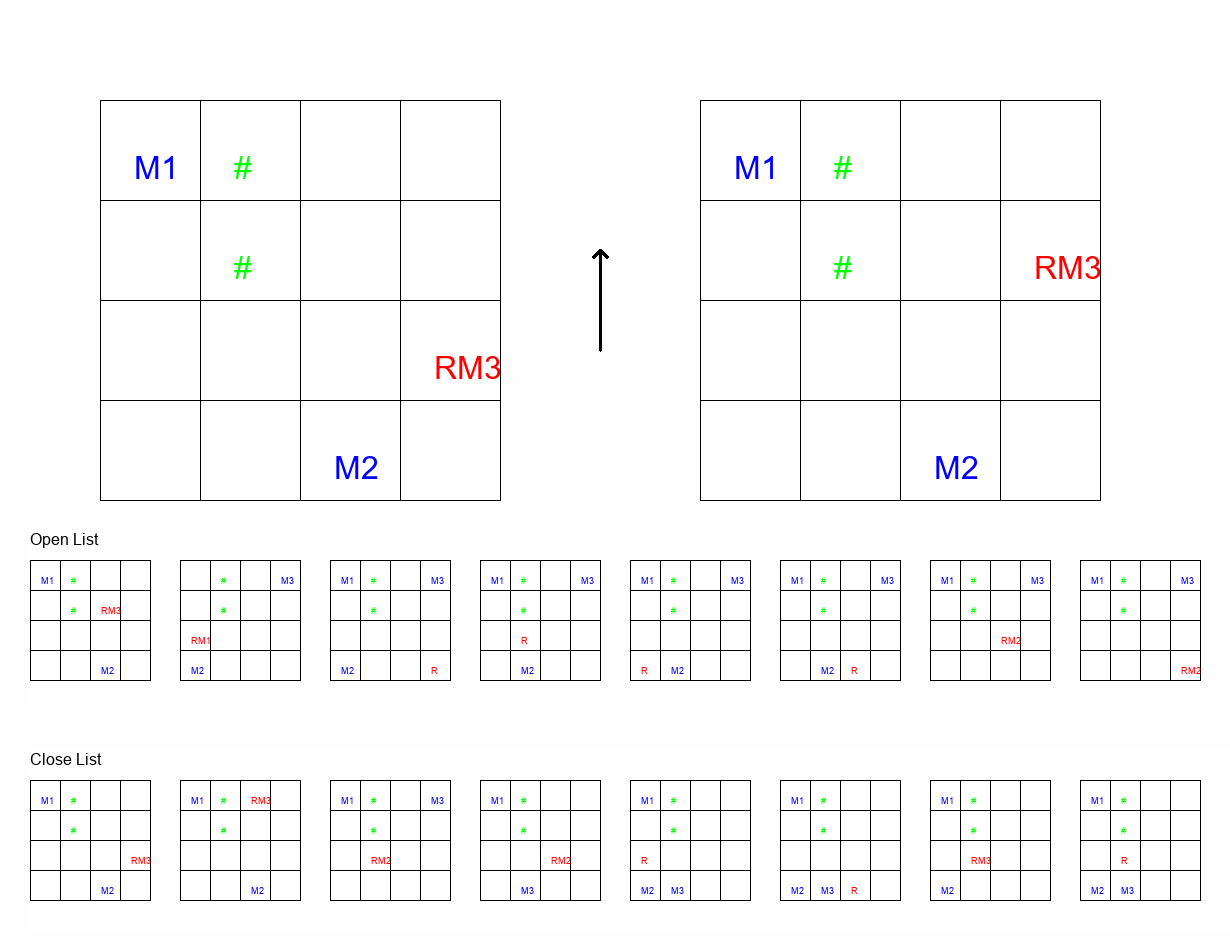 M1 # M1 #
# # RM3
RM3
M2 M2
Open List
M1 # # M3 M1 # M3 M1 # M3 M1 # M3 M1 # M3 M1 # M3 M1 # M3
# RM3 # # # # # # #
RM1 R RM2
M2 M2 M2 R M2 R M2 M2 R RM2
Close List
M1 # M1 # RM3 M1 # M3 M1 # M1 # M1 # M1 # M1 #
# # # # # # # #
RM3 RM2 RM2 R RM3 R
M2 M2 M3 M2 M3 M2 M3 R M2 M2 M3